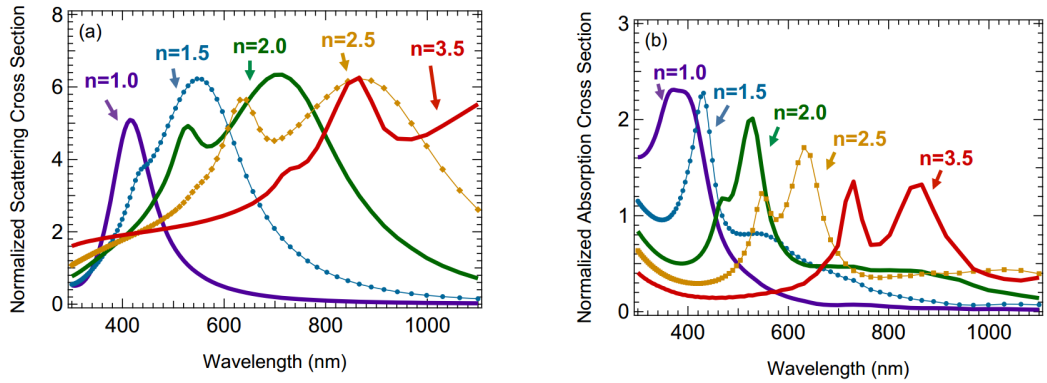 (a)
n=1.0
n=1.5
n=2.0
n=2.5
n=3.5
Normalized Scattering Cross Section
8
6
4
2
0
400
600
800
1000
Wavelength (nm)
(b)
n=1.0
n=1.5
n=2.0
n=2.5
n=3.5
Normalized Absorption Cross Section
3
2
1
0
400
600
800
1000
Wavelength (nm)